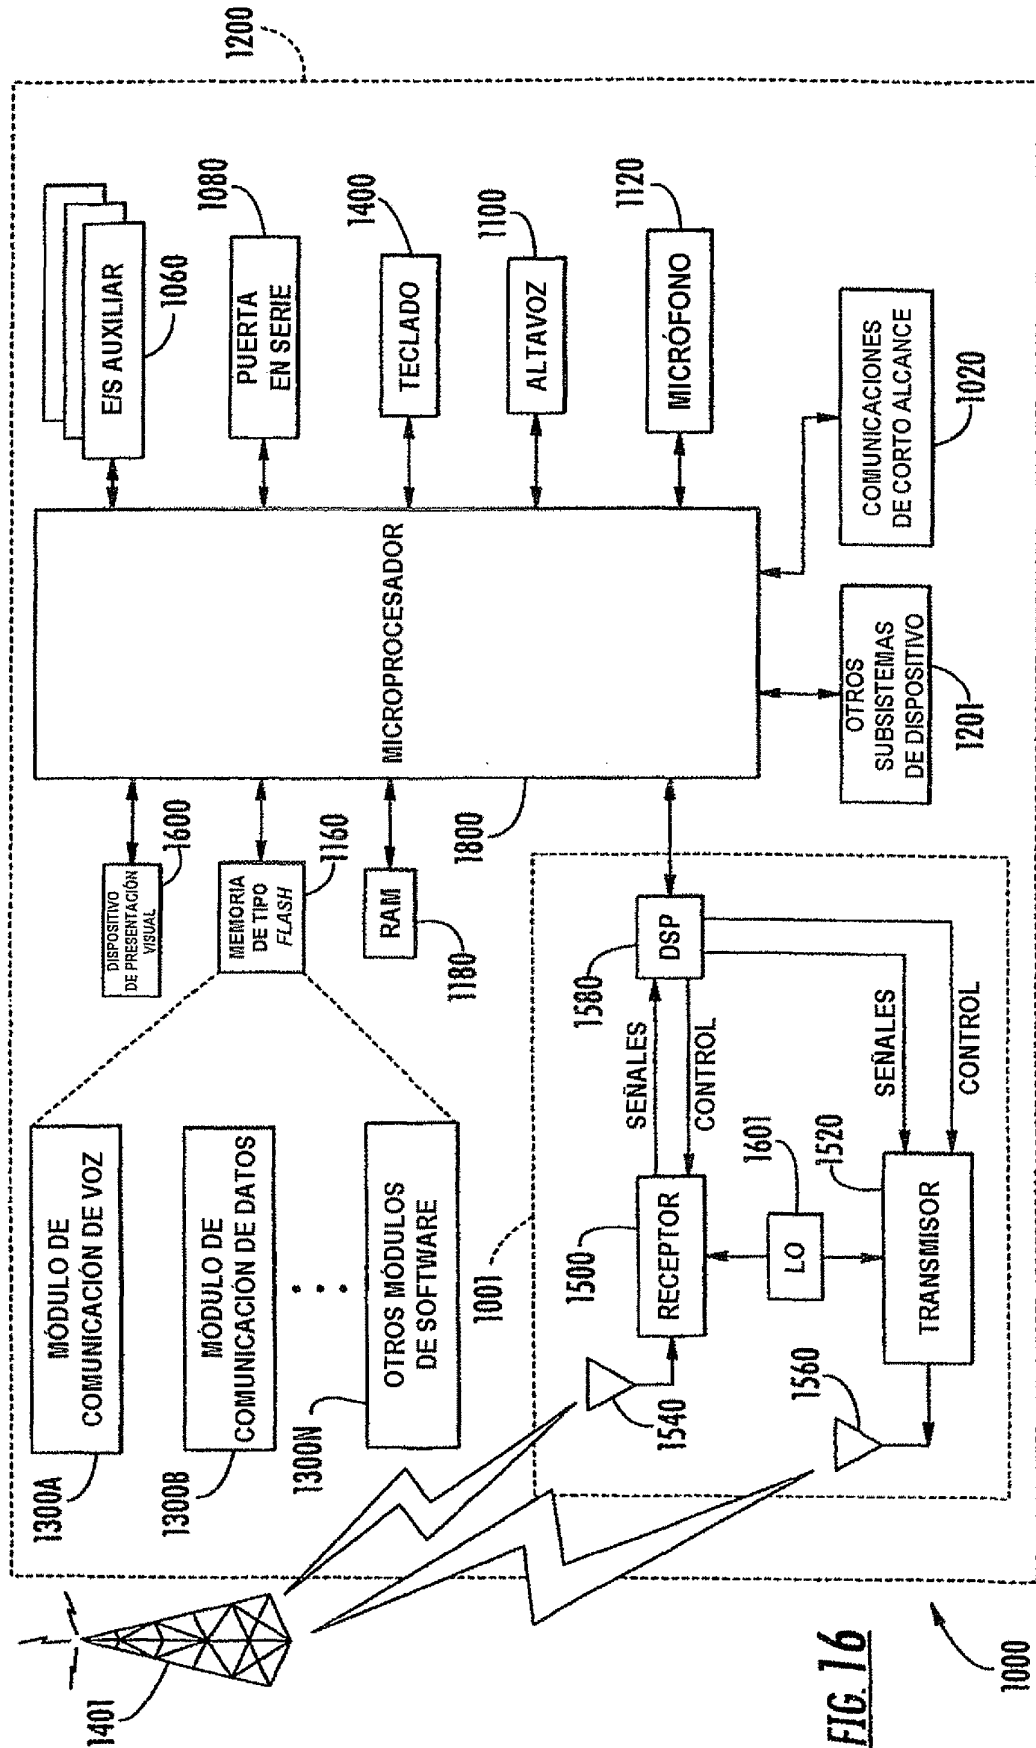 1401
1300A
MÓDULO DE
COMUNICACIÓN DE VOZ
1300B
MÓDULO DE
COMUNICACIÓN DE DATOS
1300N
OTROS MÓDULOS
DE SOFTWARE
DISPOSITIVO
DE PRESENTACIÓN
VISUAL
1600
MEMORIA
DE TIPO
FLASH
1160
RAM
1180
1800
MICROPROCESADOR
E/S AUXILIAR
1060
PUERTA
EN SERIE
1080
TECLADO
1400
ALTAVOZ
1100
MICRÓFONO
1120
1200
1001
1540
1500
RECEPTOR
SEÑALES
CONTROL
1580
DSP
LO
1601
1560
1520
TRANSMISOR
SEÑALES
CONTROL
OTROS
SUBSISTEMAS
DE DISPOSITIVO
1201
COMUNICACIONES
DE CORTO ALCANCE
1020
FIG. 16
1000